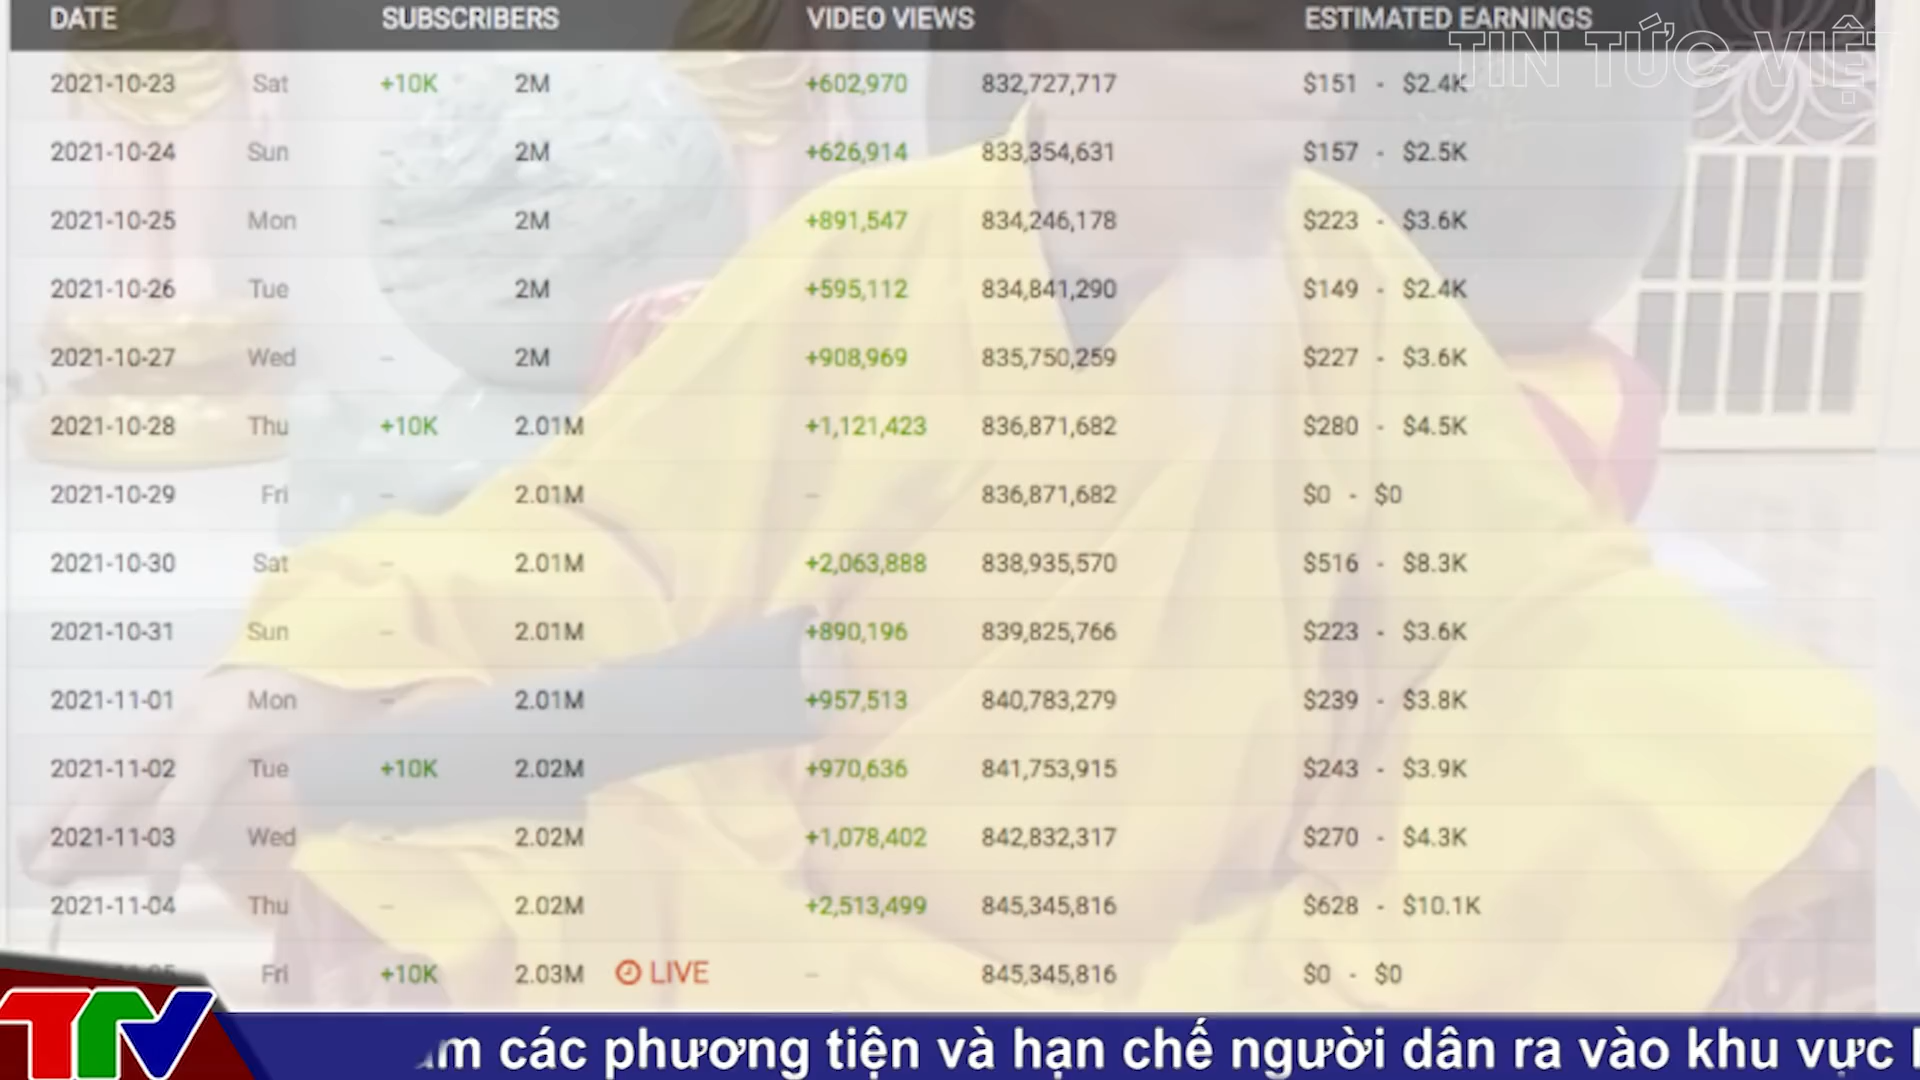 DATE SUBSCRIBERS VIDEO VIEWS ESTIMATED EARNINGS
TIN TỨC VIỆT
2021-10-23 Sat +10K 2M +602,970 832,727,717 $151 - $2.4K
2021-10-24 Sun -- 2M +626,914 833,354,631 $157 - $2.5K
2021-10-25 Mon -- 2M +891,547 834,246,178 $223 - $3.6K
2021-10-26 Tue -- 2M +595,112 834,841,290 $149 - $2.4K
2021-10-27 Wed -- 2M +908,969 835,750,259 $227 - $3.6K
2021-10-28 Thu +10K 2.01M +1,121,423 836,871,682 $280 - $4.5K
2021-10-29 Fri -- 2.01M -- 836,871,682 $0 - $0
2021-10-30 Sat -- 2.01M +2,063,888 838,935,570 $516 - $8.3K
2021-10-31 Sun -- 2.01M +890,196 839,825,766 $223 - $3.6K
2021-11-01 Mon -- 2.01M +957,513 840,783,279 $239 - $3.8K
2021-11-02 Tue +10K 2.02M +970,636 841,753,915 $243 - $3.9K
2021-11-03 Wed -- 2.02M +1,078,402 842,832,317 $270 - $4.3K
2021-11-04 Thu -- 2.02M +2,513,499 845,345,816 $628 - $10.1K
Fri +10K 2.03M LIVE -- 845,345,816 $0 - $0
TTV các phương tiện và hạn chế người dân ra vào khu vực